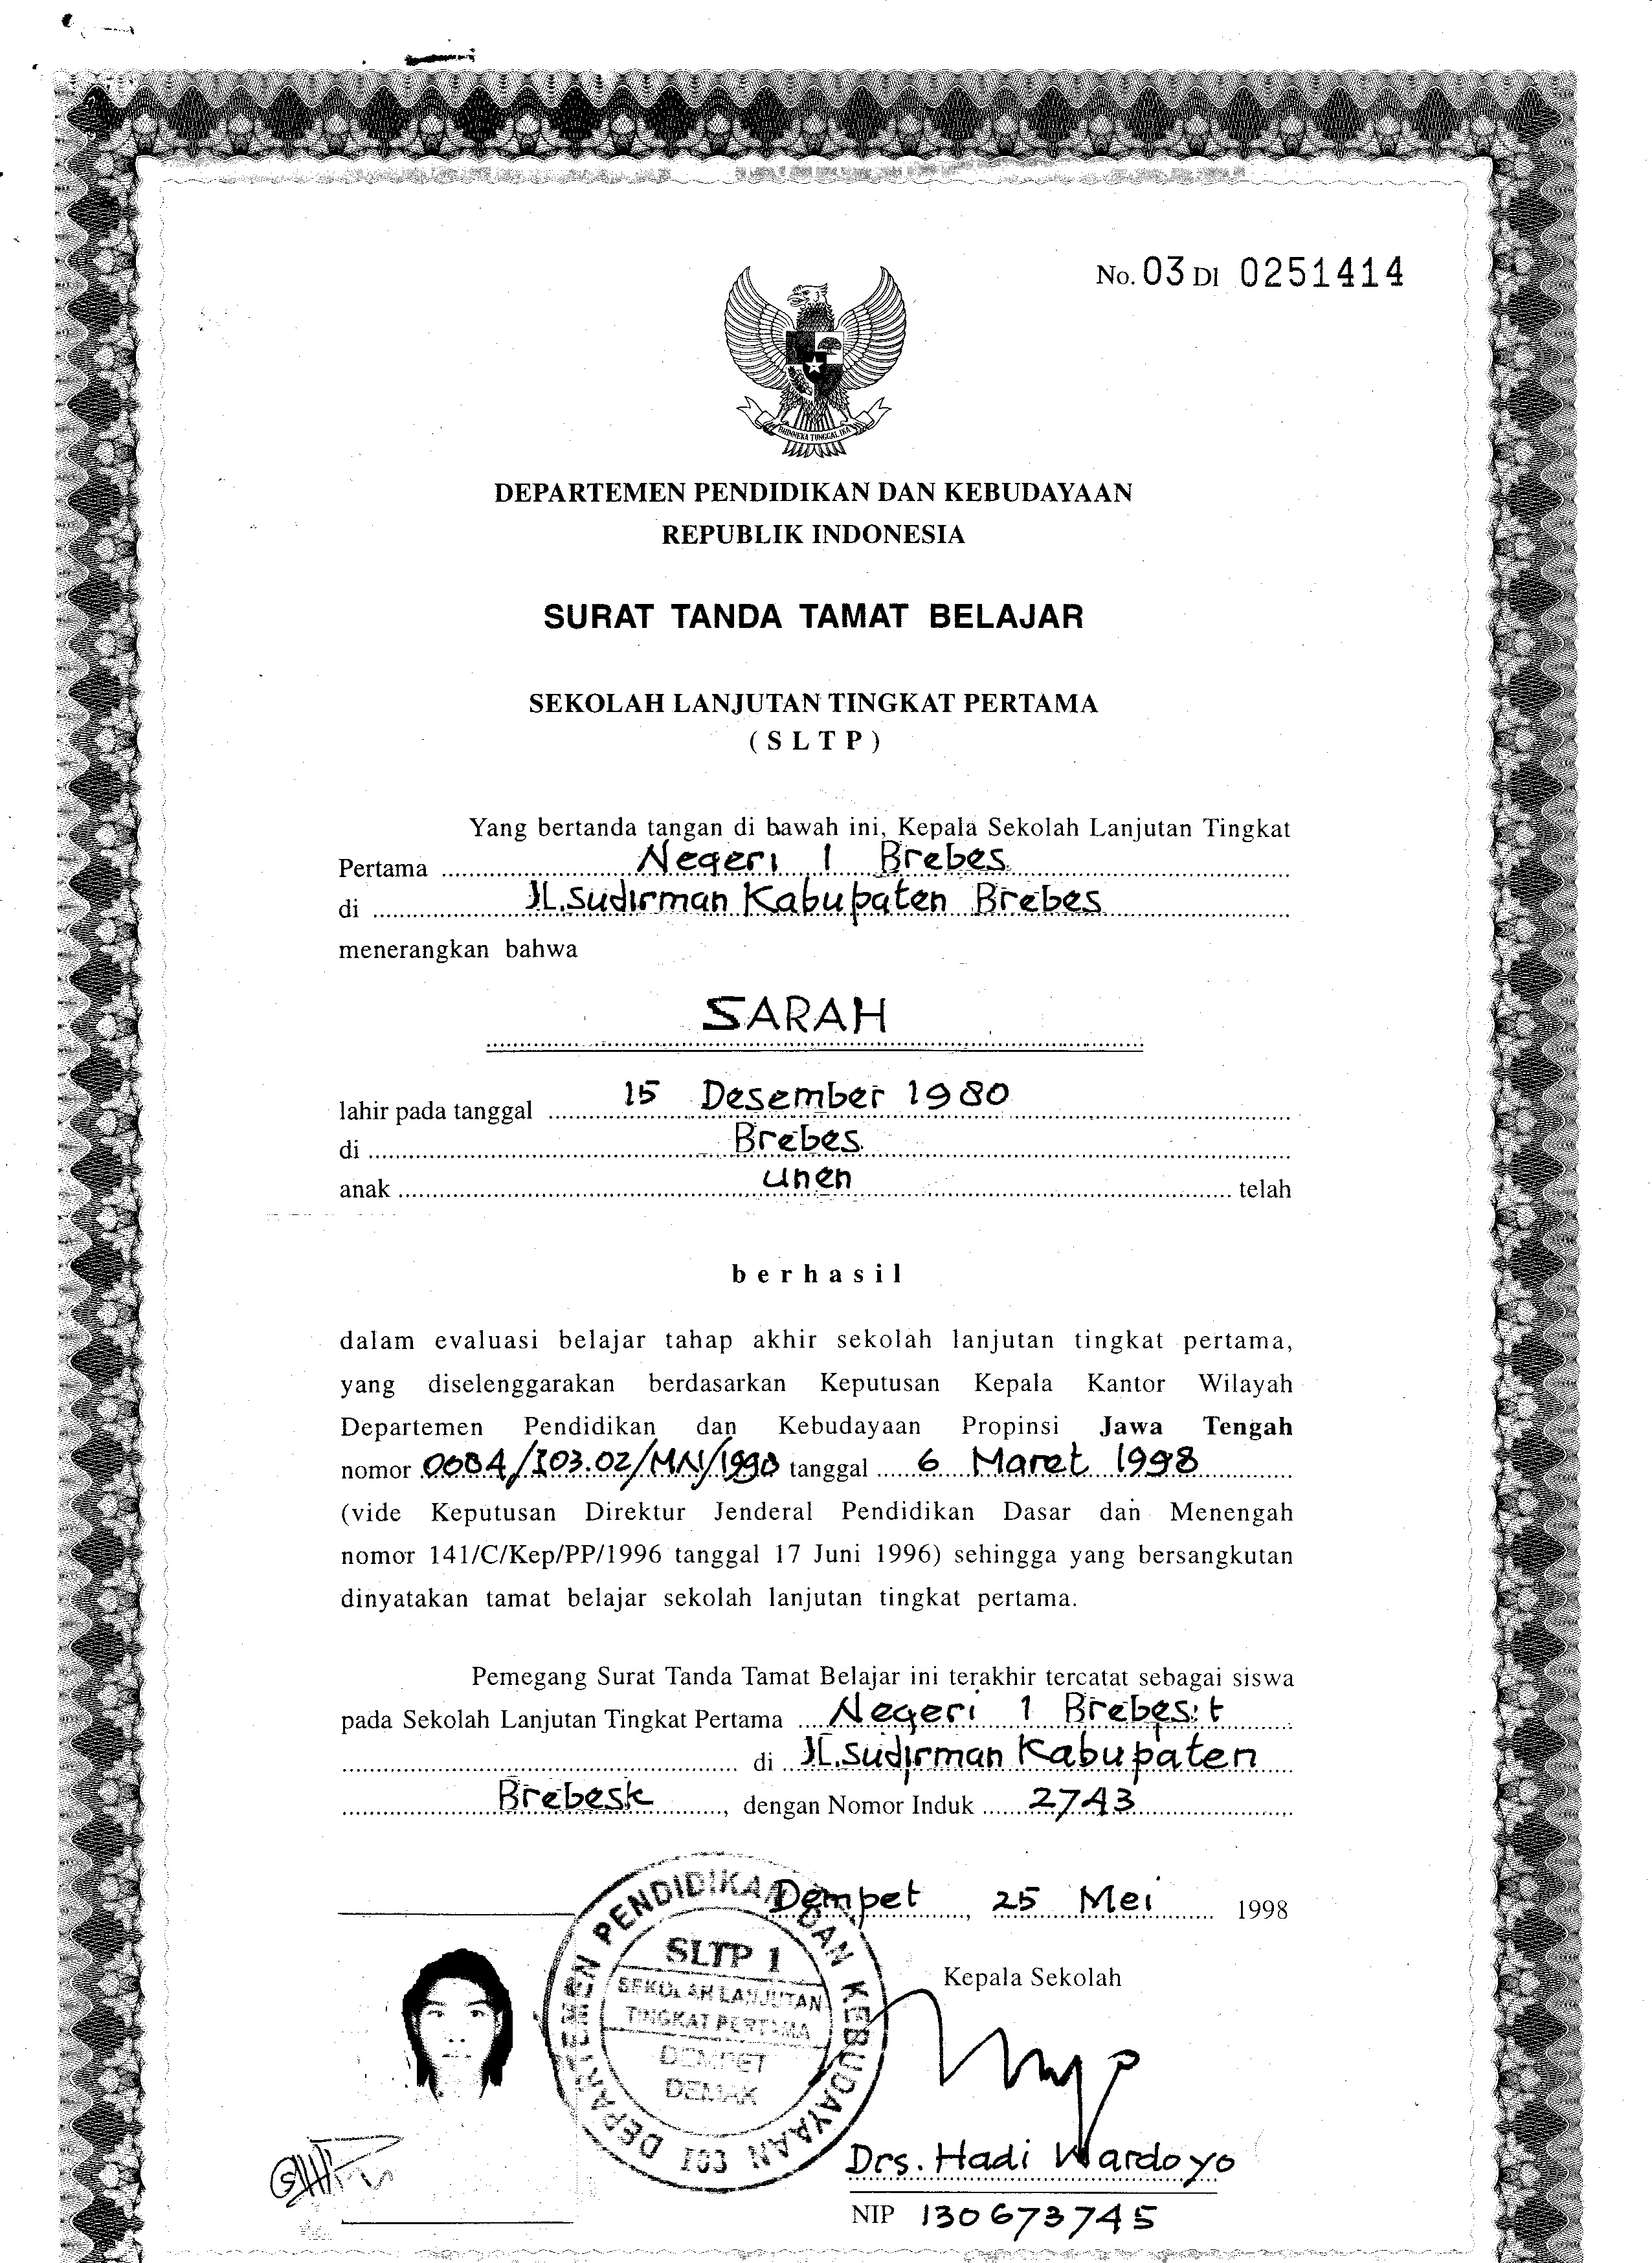 No. 03 DI 0251414
BHINNEKA TUNGGAL IKA
DEPARTEMEN PENDIDIKAN DAN KEBUDAYAAN
REPUBLIK INDONESIA
SURAT TANDA TAMAT BELAJAR
SEKOLAH LANJUTAN TINGKAT PERTAMA
( S L T P )
Yang bertanda tangan di bawah ini, Kepala Sekolah Lanjutan Tingkat
Pertama Negeri 1 Brebes
di JL.Sudirman Kabupaten Brebes
menerangkan bahwa
SARAH
lahir pada tanggal 15 Desember 1980
di Brebes
anak unen telah
berhasil
dalam evaluasi belajar tahap akhir sekolah lanjutan tingkat pertama,
yang diselenggarakan berdasarkan Keputusan Kepala Kantor Wilayah
Departemen Pendidikan dan Kebudayaan Propinsi Jawa Tengah
nomor tanggal 6 Maret 1998
(vide Keputusan Direktur Jenderal Pendidikan Dasar dan Menengah
nomor 141/C/Kep/PP/1996 tanggal 17 Juni 1996) sehingga yang bersangkutan
dinyatakan tamat belajar sekolah lanjutan tingkat pertama.
Pemegang Surat Tanda Tamat Belajar ini terakhir tercatat sebagai siswa
pada Sekolah Lanjutan Tingkat Pertama Negeri 1 Brebes:t
di JL.Sudirman Kabupaten
Brebesk, dengan Nomor Induk 2743
Dempet, 25 Mei 1998
DEPARTEMEN PENDIDIKAN DAN KEBUDAYAAN
SLTP 1
SEKOLAH LANJUTAN
TINGKAT PERTAMA
DEMPET
DEMAK
I03
Kepala Sekolah
Drs. Hadi Wardoyo
NIP 130673745